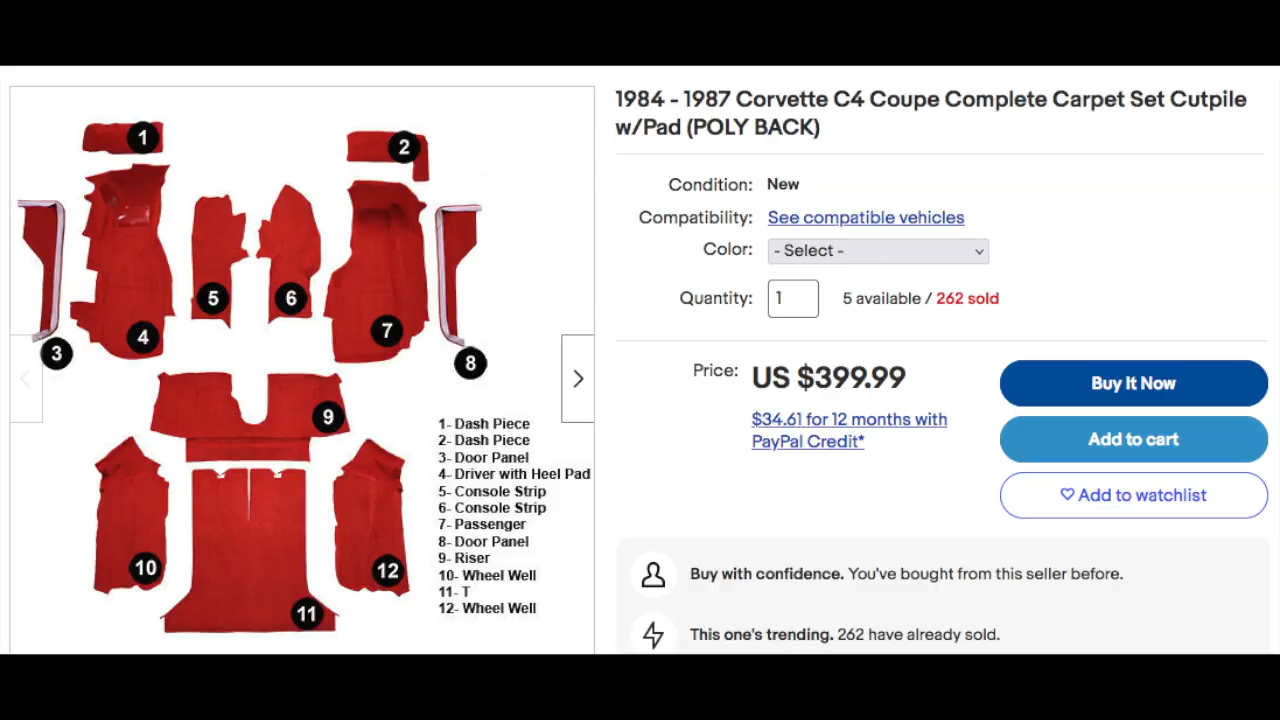 1984 - 1987 Corvette C4 Coupe Complete Carpet Set Cutpile
w/Pad (POLY BACK)
Condition: New
Compatibility: See compatible vehicles
Color: - Select -
Quantity: 1 5 available / 262 sold
Price: US $399.99
$34.61 for 12 months with
PayPal Credit*
Buy It Now
Add to cart
Add to watchlist
Buy with confidence. You've bought from this seller before.
This one's trending. 262 have already sold.
1
2
3
4
5
6
7
8
9
10
11
12
1- Dash Piece
2- Dash Piece
3- Door Panel
4- Driver with Heel Pad
5- Console Strip
6- Console Strip
7- Passenger
8- Door Panel
9- Riser
10- Wheel Well
11- T
12- Wheel Well